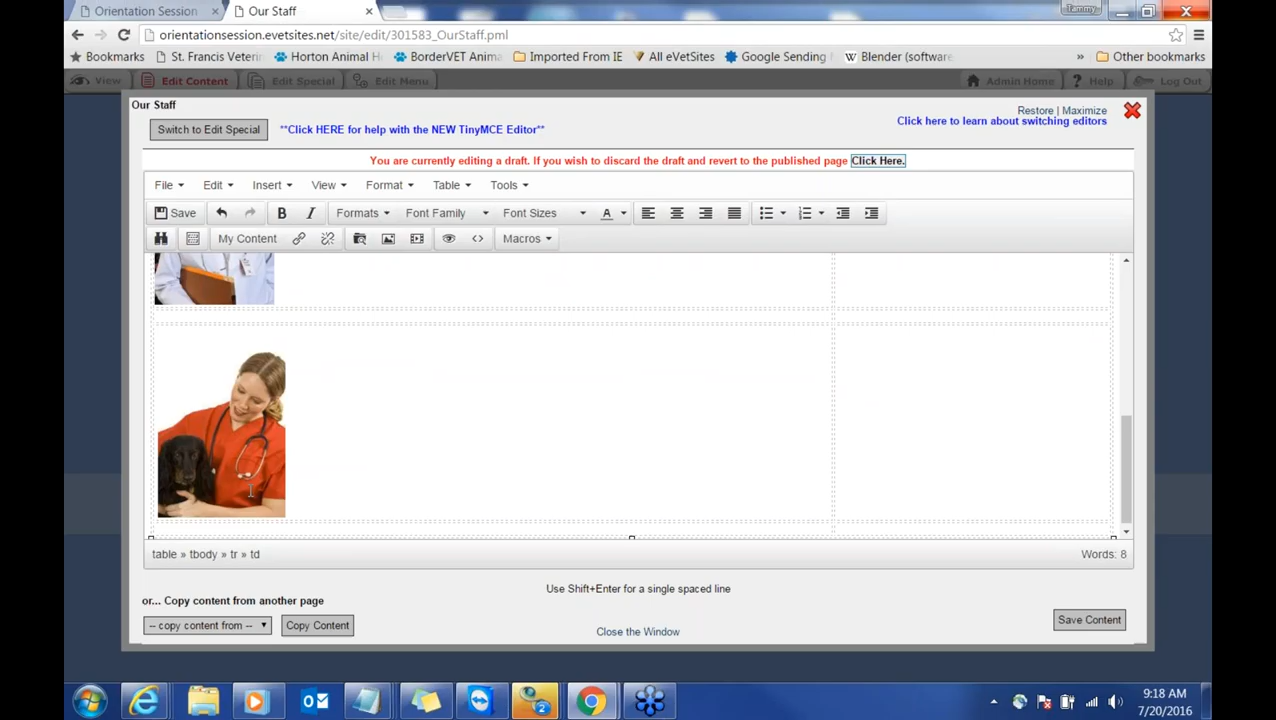 Orientation Session
Our Staff
Tammy
orientationsession.evetsites.net/site/edit/301583_OurStaff.pml
Bookmarks St. Francis Veterin Horton Animal H BorderVET Anima Imported From IE All eVetSites Google Sending Blender (softwar » Other bookmarks
View Edit Content Edit Special Edit Menu Admin Home Help Log Out
Our Staff
Restore | Maximize
Switch to Edit Special **Click HERE for help with the NEW TinyMCE Editor** Click here to learn about switching editors
You are currently editing a draft. If you wish to discard the draft and revert to the published page Click Here.
File Edit Insert View Format Table Tools
Save B I Formats Font Family Font Sizes A
My Content Macros
table » tbody » tr » td Words: 8
Use Shift+Enter for a single spaced line
or... Copy content from another page
-- copy content from -- Copy Content Save Content
Close the Window
2
9:18 AM
7/20/2016